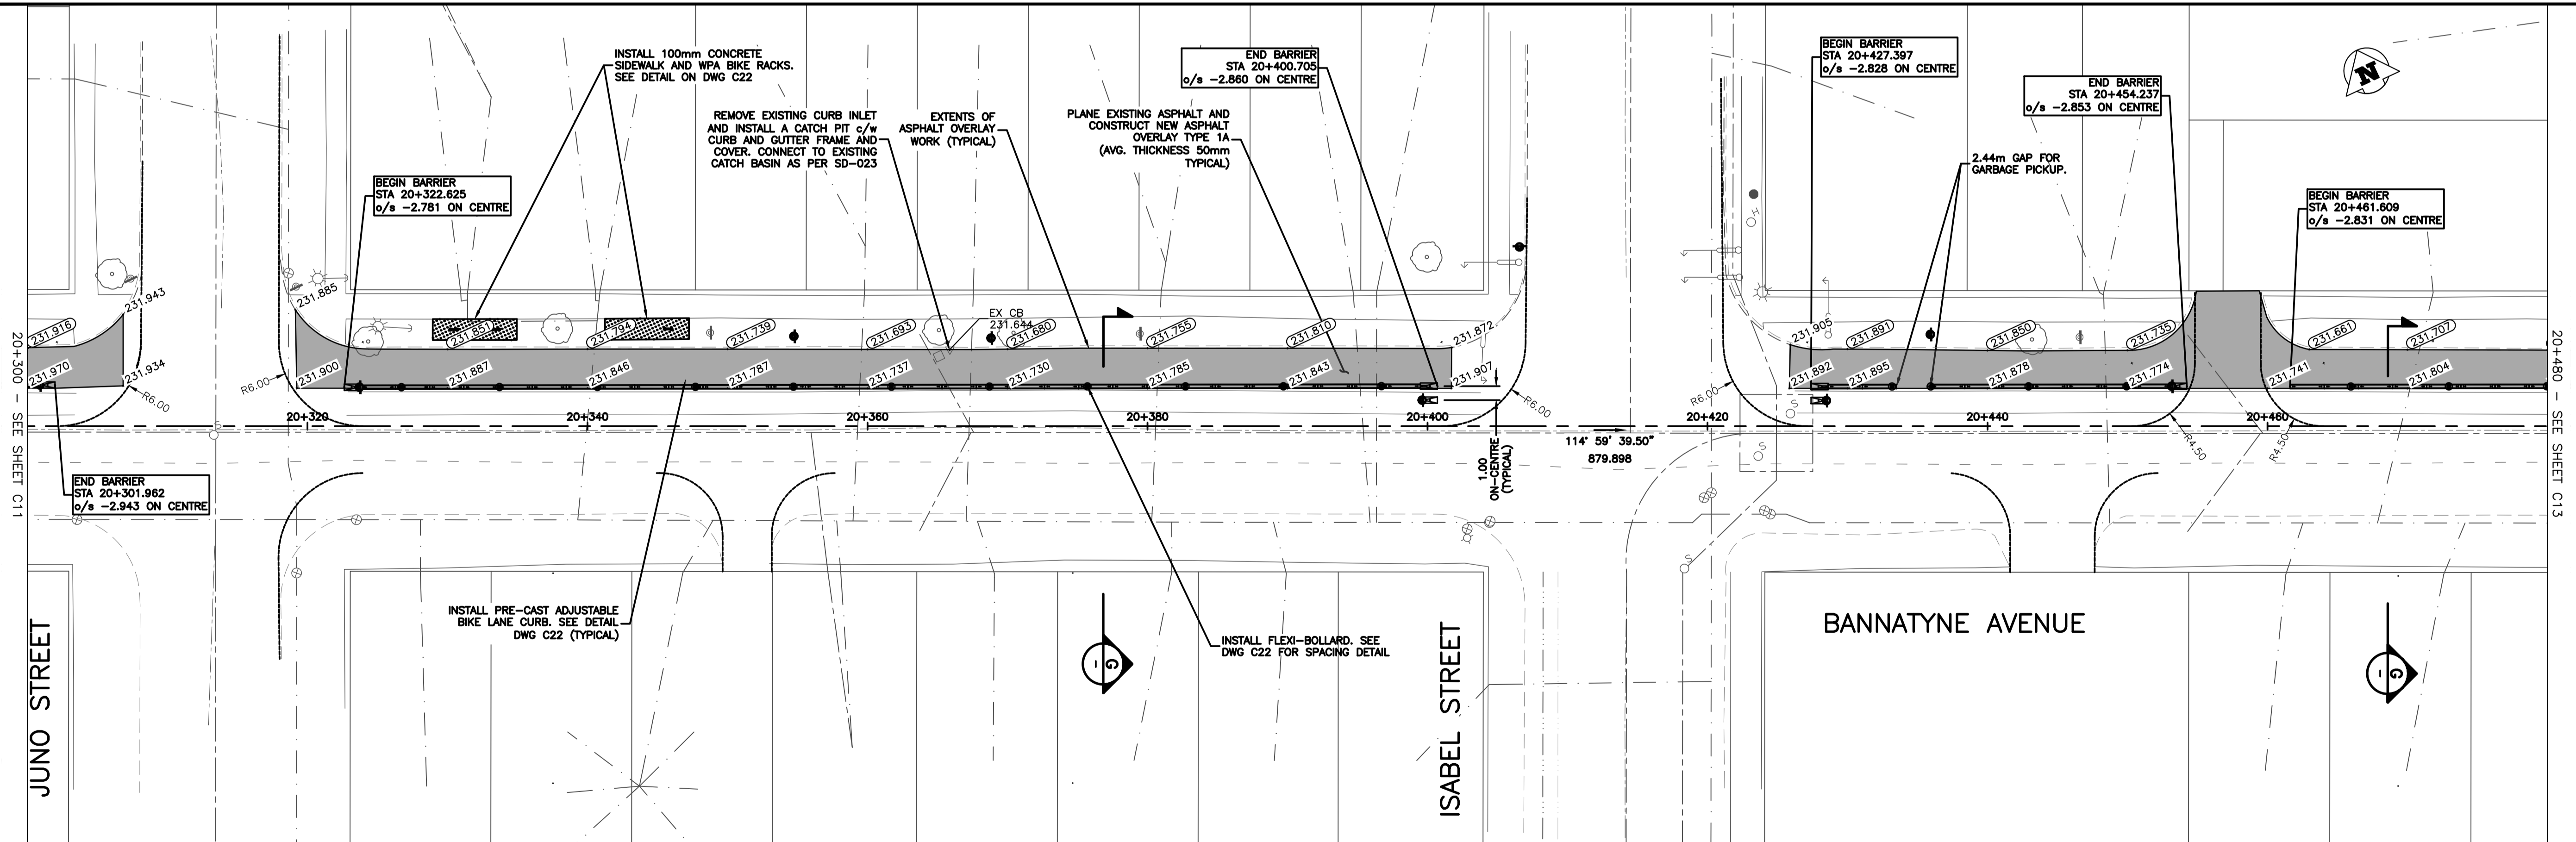 INSTALL 100mm CONCRETE
SIDEWALK AND WPA BIKE RACKS.
SEE DETAIL ON DWG C22
END BARRIER
STA 20+400.705
o/s -2.860 ON CENTRE
BEGIN BARRIER
STA 20+427.397
o/s -2.828 ON CENTRE
END BARRIER
STA 20+454.237
o/s -2.853 ON CENTRE
N
REMOVE EXISTING CURB INLET
AND INSTALL A CATCH PIT c/w
CURB AND GUTTER FRAME AND
COVER. CONNECT TO EXISTING
CATCH BASIN AS PER SD-023
EXTENTS OF
ASPHALT OVERLAY
WORK (TYPICAL)
PLANE EXISTING ASPHALT AND
CONSTRUCT NEW ASPHALT
OVERLAY TYPE 1A
(AVG. THICKNESS 50mm
TYPICAL)
2.44m GAP FOR
GARBAGE PICKUP.
BEGIN BARRIER
STA 20+322.625
o/s -2.781 ON CENTRE
BEGIN BARRIER
STA 20+461.609
o/s -2.831 ON CENTRE
H
231.943
231.885
EX CB
231.644
231.916
231.851
231.794
231.739
231.693
231.680
231.755
231.810
231.872
231.905
231.891
231.850
231.735
231.661
231.707
231.970
231.934
231.900
231.887
231.846
231.787
231.737
231.730
231.785
231.843
231.907
231.892
231.895
231.878
231.774
231.741
231.804
R6.00
R6.00
R6.00
R6.00
20+320
20+340
20+360
20+380
20+400
20+420
20+440
20+460
S
S
S
S
R4.50
R4.50
114° 59' 39.50"
879.898
1.00
ON-CENTRE
(TYPICAL)
20+300 - SEE SHEET C11
20+480 - SEE SHEET C13
END BARRIER
STA 20+301.962
o/s -2.943 ON CENTRE
INSTALL PRE-CAST ADJUSTABLE
BIKE LANE CURB. SEE DETAIL
DWG C22 (TYPICAL)
INSTALL FLEXI-BOLLARD. SEE
DWG C22 FOR SPACING DETAIL
G
-
G
-
JUNO STREET
ISABEL STREET
BANNATYNE AVENUE